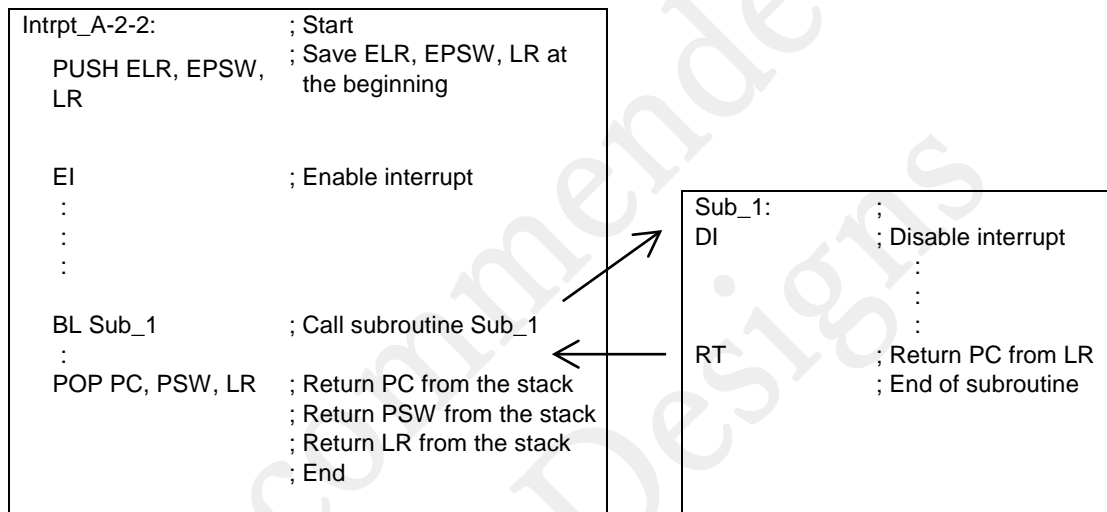 Intrpt_A-2-2: ; Start
PUSH ELR, EPSW, ; Save ELR, EPSW, LR at
LR the beginning
EI ; Enable interrupt
:
:
:
BL Sub_1 ; Call subroutine Sub_1
:
POP PC, PSW, LR ; Return PC from the stack
; Return PSW from the stack
; Return LR from the stack
; End
Sub_1: ;
DI ; Disable interrupt
:
:
:
RT ; Return PC from LR
; End of subroutine
commende
Designs